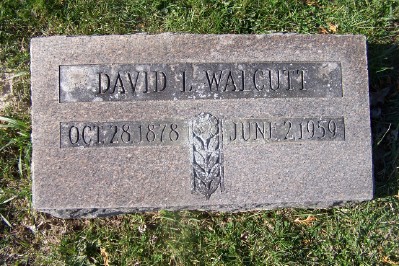 DAVID L. WALCUTT
OCT. 28, 1878 JUNE 2, 1959